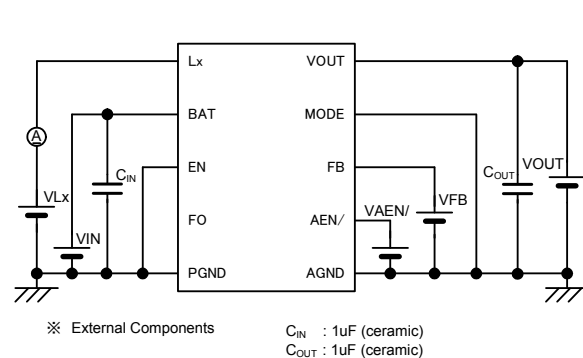 Lx VOUT
BAT MODE
A
EN FB
CIN
COUT VOUT
VLx
VFB
VAEN/
FO AEN/
VIN
PGND AGND
※ External Components
CIN : 1uF (ceramic)
COUT : 1uF (ceramic)